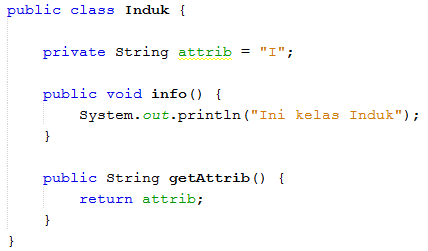 public class Induk {
    private String attrib = "I";
    public void info() {
        System.out.println("Ini kelas Induk");
    }
    public String getAttrib() {
        return attrib;
    }
}